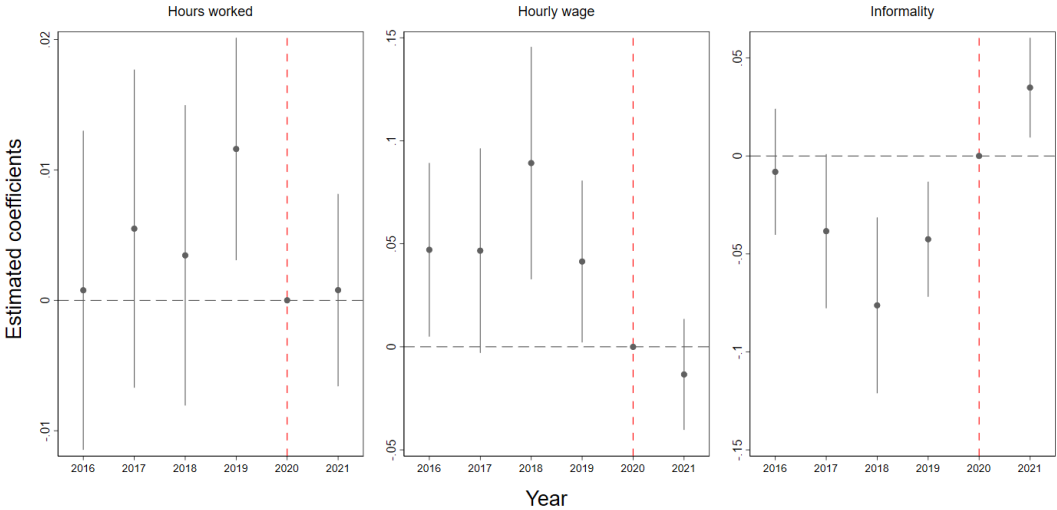 Hours worked
Hourly wage
Informality
Estimated coefficients
.02
.01
0
-.01
2016 2017 2018 2019 2020 2021
.15
.1
.05
0
-.05
2016 2017 2018 2019 2020 2021
.05
0
-.05
-.1
-.15
2016 2017 2018 2019 2020 2021
Year